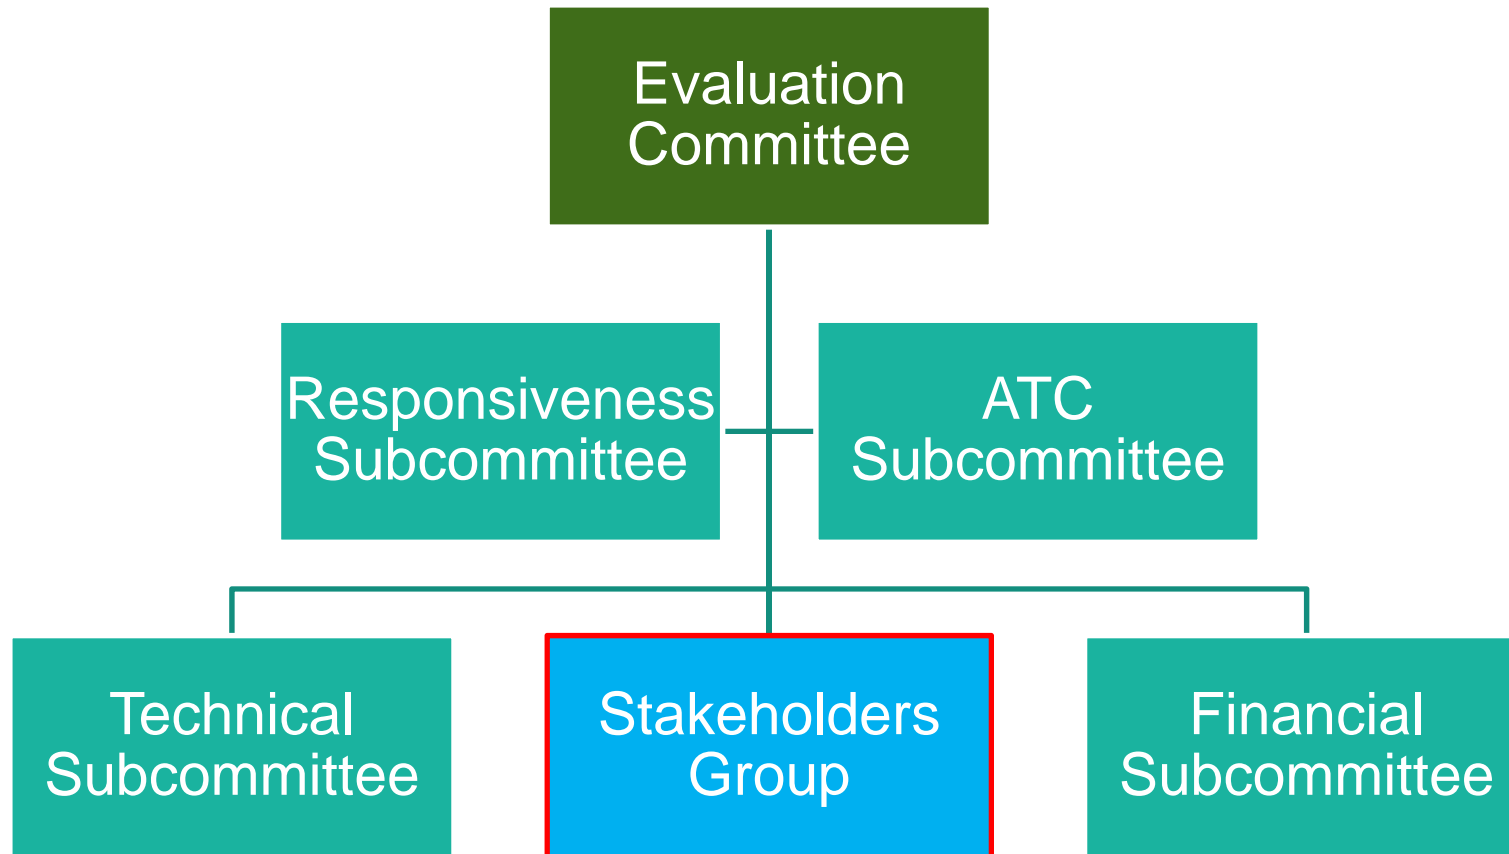 Evaluation
Committee
Responsiveness
Subcommittee
ATC
Subcommittee
Technical
Subcommittee
Stakeholders
Group
Financial
Subcommittee